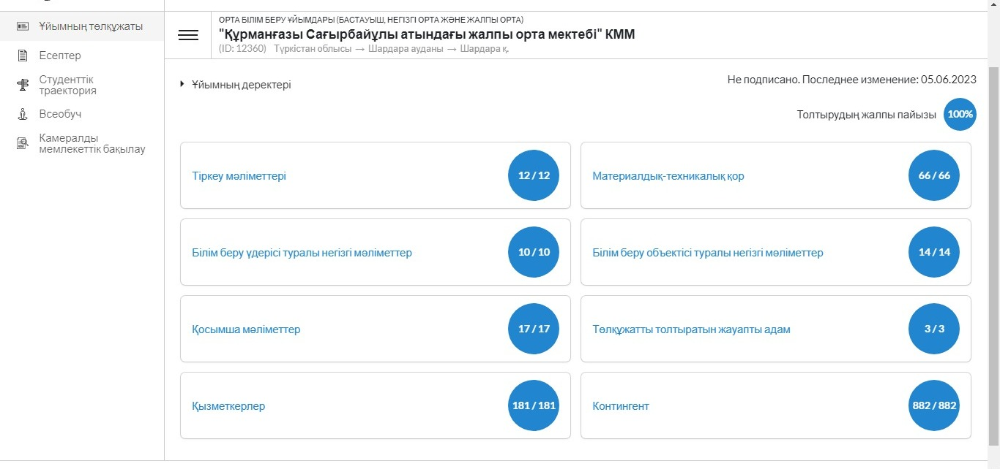 Ұйымның төлқұжаты
Есептер
Студенттік
траектория
Всеобуч
Камералды
мемлекеттік бақылау
ОРТА БІЛІМ БЕРУ ҰЙЫМДАРЫ (БАСТАУЫШ, НЕГІЗГІ ОРТА ЖӘНЕ ЖАЛПЫ ОРТА)
"Құрманғазы Сағырбайұлы атындағы жалпы орта мектебі" КММ
(ID: 12360) Түркістан облысы → Шардара ауданы → Шардара қ.
Ұйымның деректері
Не подписано. Последнее изменение: 05.06.2023
Толтырудың жалпы пайызы 100%
Тіркеу мәліметтері 12 / 12
Материалдық-техникалық қор 66 / 66
Білім беру үдерісі туралы негізгі мәліметтер 10 / 10
Білім беру объектісі туралы негізгі мәліметтер 14 / 14
Қосымша мәліметтер 17 / 17
Төлқұжатты толтыратын жауапты адам 3 / 3
Қызметкерлер 181 / 181
Контингент 882 / 882